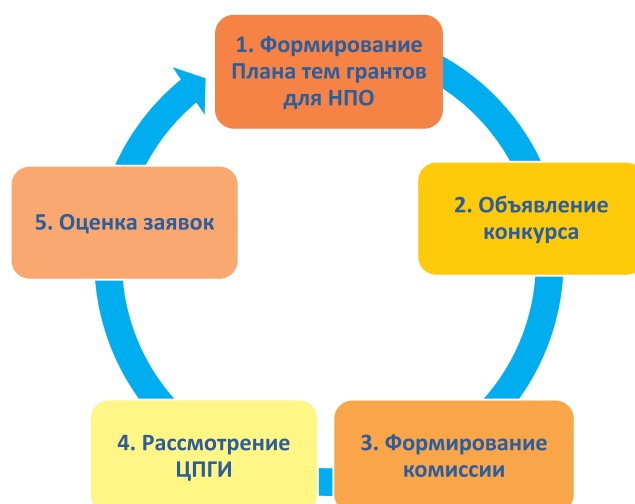 1. Формирование
Плана тем грантов
для НПО
2. Объявление
конкурса
3. Формирование
комиссии
4. Рассмотрение
ЦПГИ
5. Оценка заявок